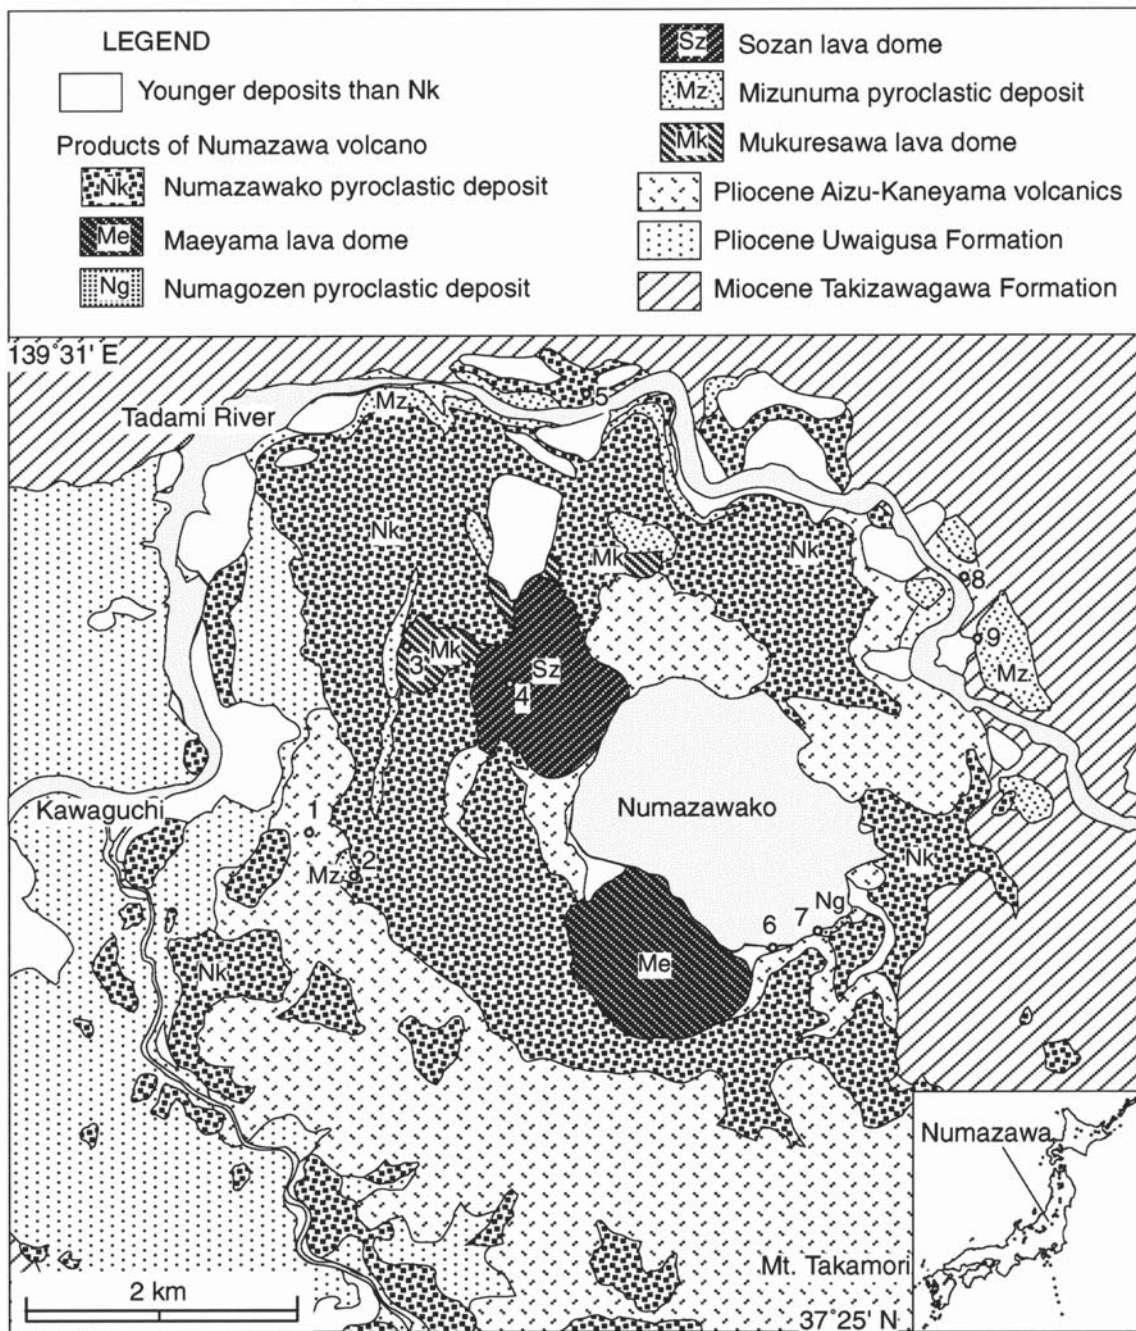 LEGEND
Younger deposits than Nk
Products of Numazawa volcano
Nk Numazawako pyroclastic deposit
Me Maeyama lava dome
Ng Numagozen pyroclastic deposit
Sz Sozan lava dome
Mz Mizunuma pyroclastic deposit
Mk Mukuresawa lava dome
Pliocene Aizu-Kaneyama volcanics
Pliocene Uwaigusa Formation
Miocene Takizawagawa Formation
139°31' E
Mz
5
Tadami River
Nk
Mk
Nk
8
9
Mk
3
Sz
4
Mz
Kawaguchi
1
Numazawako
Mz
2
Nk
Ng
6
7
Nk
Me
Numazawa
Mt. Takamori
2 km
37°25' N